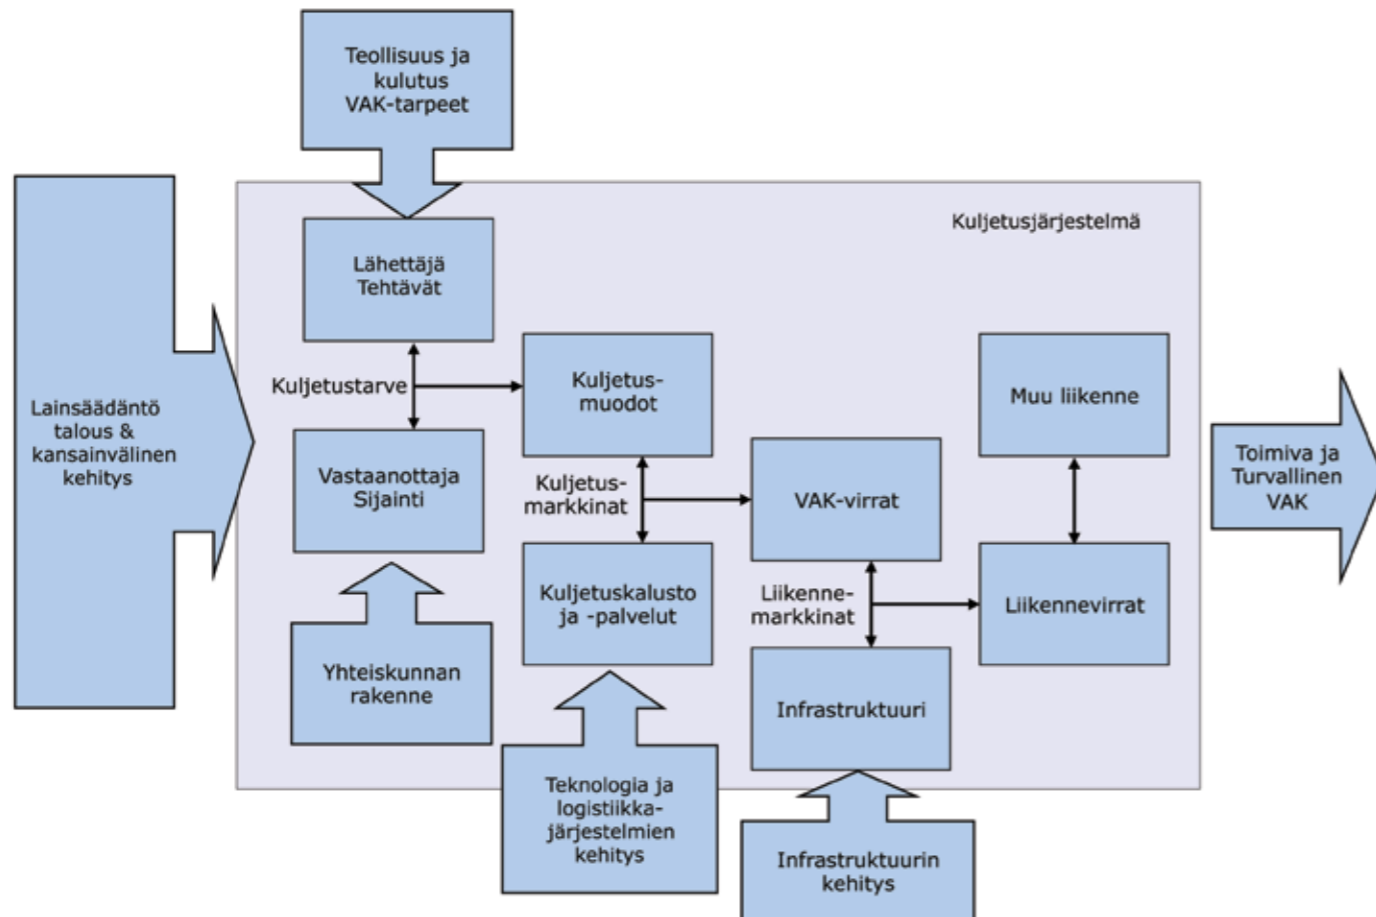 Teollisuus ja
kulutus
VAK-tarpeet
Kuljetusjärjestelmä
Lähettäjä
Tehtävät
Kuljetustarve
Kuljetus-
muodot
Muu liikenne
Lainsäädäntö
talous &
kansainvälinen
kehitys
Vastaanottaja
Sijainti
Kuljetus-
markkinat
VAK-virrat
Toimiva ja
Turvallinen
VAK
Kuljetuskalusto
ja -palvelut
Liikenne-
markkinat
Liikennevirrat
Yhteiskunnan
rakenne
Infrastruktuuri
Teknologia ja
logistiikka-
järjestelmien
kehitys
Infrastruktuurin
kehitys